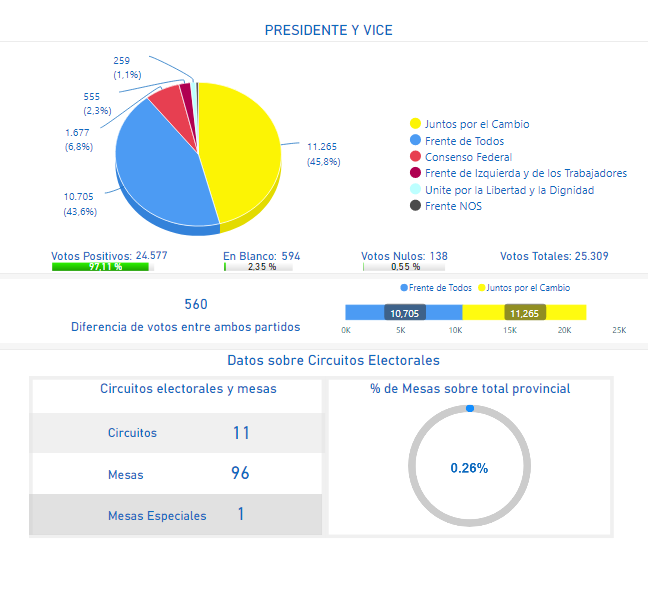 PRESIDENTE Y VICE
259
(1,1%)
555
(2,3%)
1.677
(6,8%)
10.705
(43,6%)
11.265
(45,8%)
Juntos por el Cambio
Frente de Todos
Consenso Federal
Frente de Izquierda y de los Trabajadores
Unite por la Libertad y la Dignidad
Frente NOS
Votos Positivos: 24.577
97,11 %
En Blanco: 594
2,35 %
Votos Nulos: 138
0,55 %
Votos Totales: 25.309
560
Diferencia de votos entre ambos partidos
Frente de Todos Juntos por el Cambio
10,705 11,265
0K 5K 10K 15K 20K 25K
Datos sobre Circuitos Electorales
Circuitos electorales y mesas
Circuitos 11
Mesas 96
Mesas Especiales 1
% de Mesas sobre total provincial
0.26%